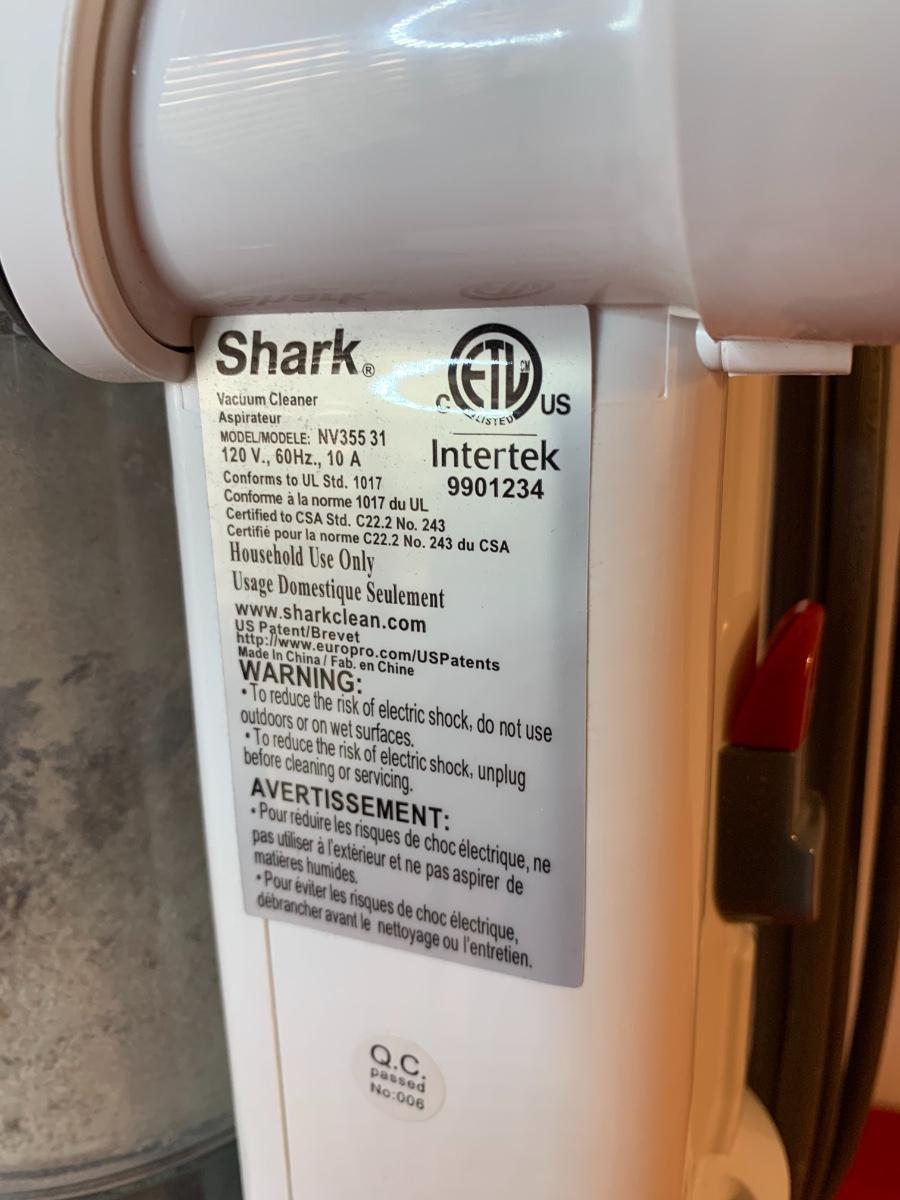 Shark®
Vacuum Cleaner
Aspirateur
MODEL/MODELE: NV355 31
120 V., 60Hz., 10 A
Conforms to UL Std. 1017
Conforme à la norme 1017 du UL
Certified to CSA Std. C22.2 No. 243
Certifié pour la norme C22.2 No. 243 du CSA
Household Use Only
Usage Domestique Seulement
www.sharkclean.com
US Patent/Brevet
http://www.europro.com/USPatents
Made In China / Fab. en Chine
WARNING:
• To reduce the risk of electric shock, do not use
outdoors or on wet surfaces.
• To reduce the risk of electric shock, unplug
before cleaning or servicing.
AVERTISSEMENT:
• Pour réduire les risques de choc électrique, ne
pas utiliser à l'extérieur et ne pas aspirer de
matières humides.
• Pour éviter les risques de choc électrique,
débrancher avant le nettoyage ou l'entretien.
C ETL CM US
LISTED
Intertek
9901234
Q.C.
passed
No:006